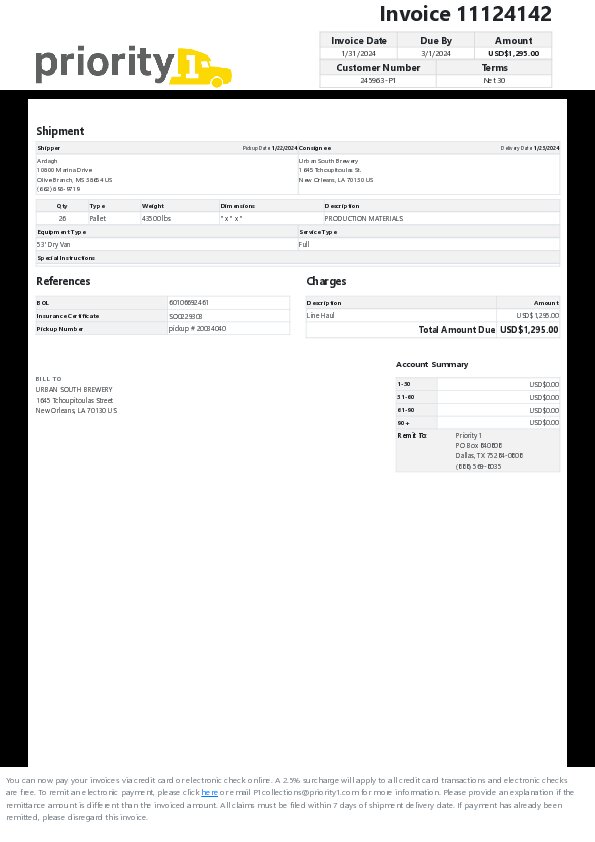 Invoice 11124142
Invoice Date Due By Amount
1/31/2024 3/1/2024 USD$1,295.00
Customer Number Terms
245963-P1 Net 30
priority1
Shipment
Shipper Pickup Date 1/22/2024 Consignee Delivery Date 1/23/2024
Ardagh Urban South Brewery
10800 Marina Drive 1645 Tchoupitoulas St.
Olive Branch, MS 38654 US New Orleans, LA 70130 US
(662) 696-9719
Qty Type Weight Dimensions Description
26 Pallet 43500 lbs " x " x " PRODUCTION MATERIALS
Equipment Type Service Type
53' Dry Van Full
Special Instructions
References Charges
BOL 60106692461
Insurance Certificate SO0229303
Pickup Number pickup # 20034040
Description Amount
Line Haul USD$1,295.00
Total Amount Due USD$1,295.00
Account Summary
BILL TO
URBAN SOUTH BREWERY
1645 Tchoupitoulas Street
New Orleans, LA 70130 US
1-30 USD$0.00
31-60 USD$0.00
61-90 USD$0.00
90+ USD$0.00
Remit To: Priority 1
PO Box 840808
Dallas, TX 75284-0808
(888) 569-8035
You can now pay your invoices via credit card or electronic check online. A 2.5% surcharge will apply to all credit card transactions and electronic checks
are free. To remit an electronic payment, please click here or email P1collections@priority1.com for more information. Please provide an explanation if the
remittance amount is different than the invoiced amount. All claims must be filed within 7 days of shipment delivery date. If payment has already been
remitted, please disregard this invoice.